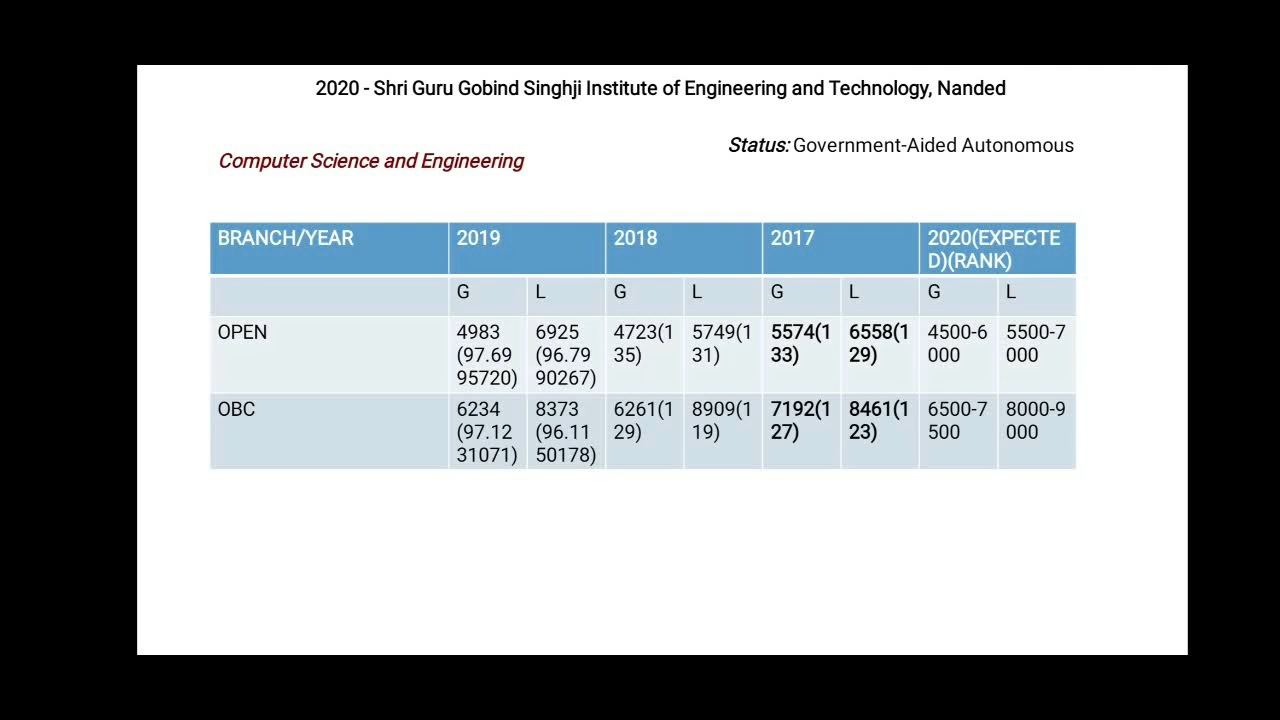 2020 - Shri Guru Gobind Singhji Institute of Engineering and Technology, Nanded
Status: Government-Aided Autonomous
Computer Science and Engineering
BRANCH/YEAR 2019 2018 2017 2020(EXPECTE
D)(RANK)
G L G L G L G L
OPEN 4983 6925 4723(1 5749(1 5574(1 6558(1 4500-6 5500-7
(97.69 (96.79 35) 31) 33) 29) 000 000
95720) 90267)
OBC 6234 8373 6261(1 8909(1 7192(1 8461(1 6500-7 8000-9
(97.12 (96.11 29) 19) 27) 23) 500 000
31071) 50178)